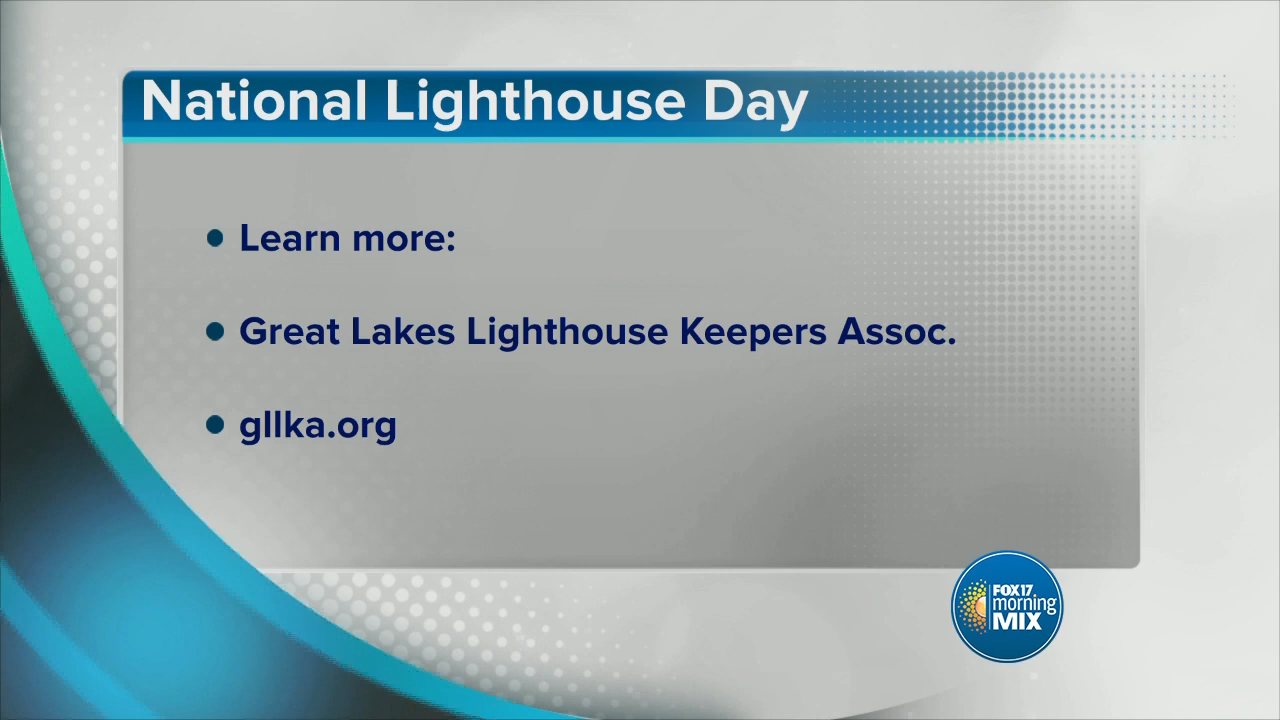 National Lighthouse Day
Learn more:
Great Lakes Lighthouse Keepers Assoc.
gllka.org
FOX17
morning
MIX